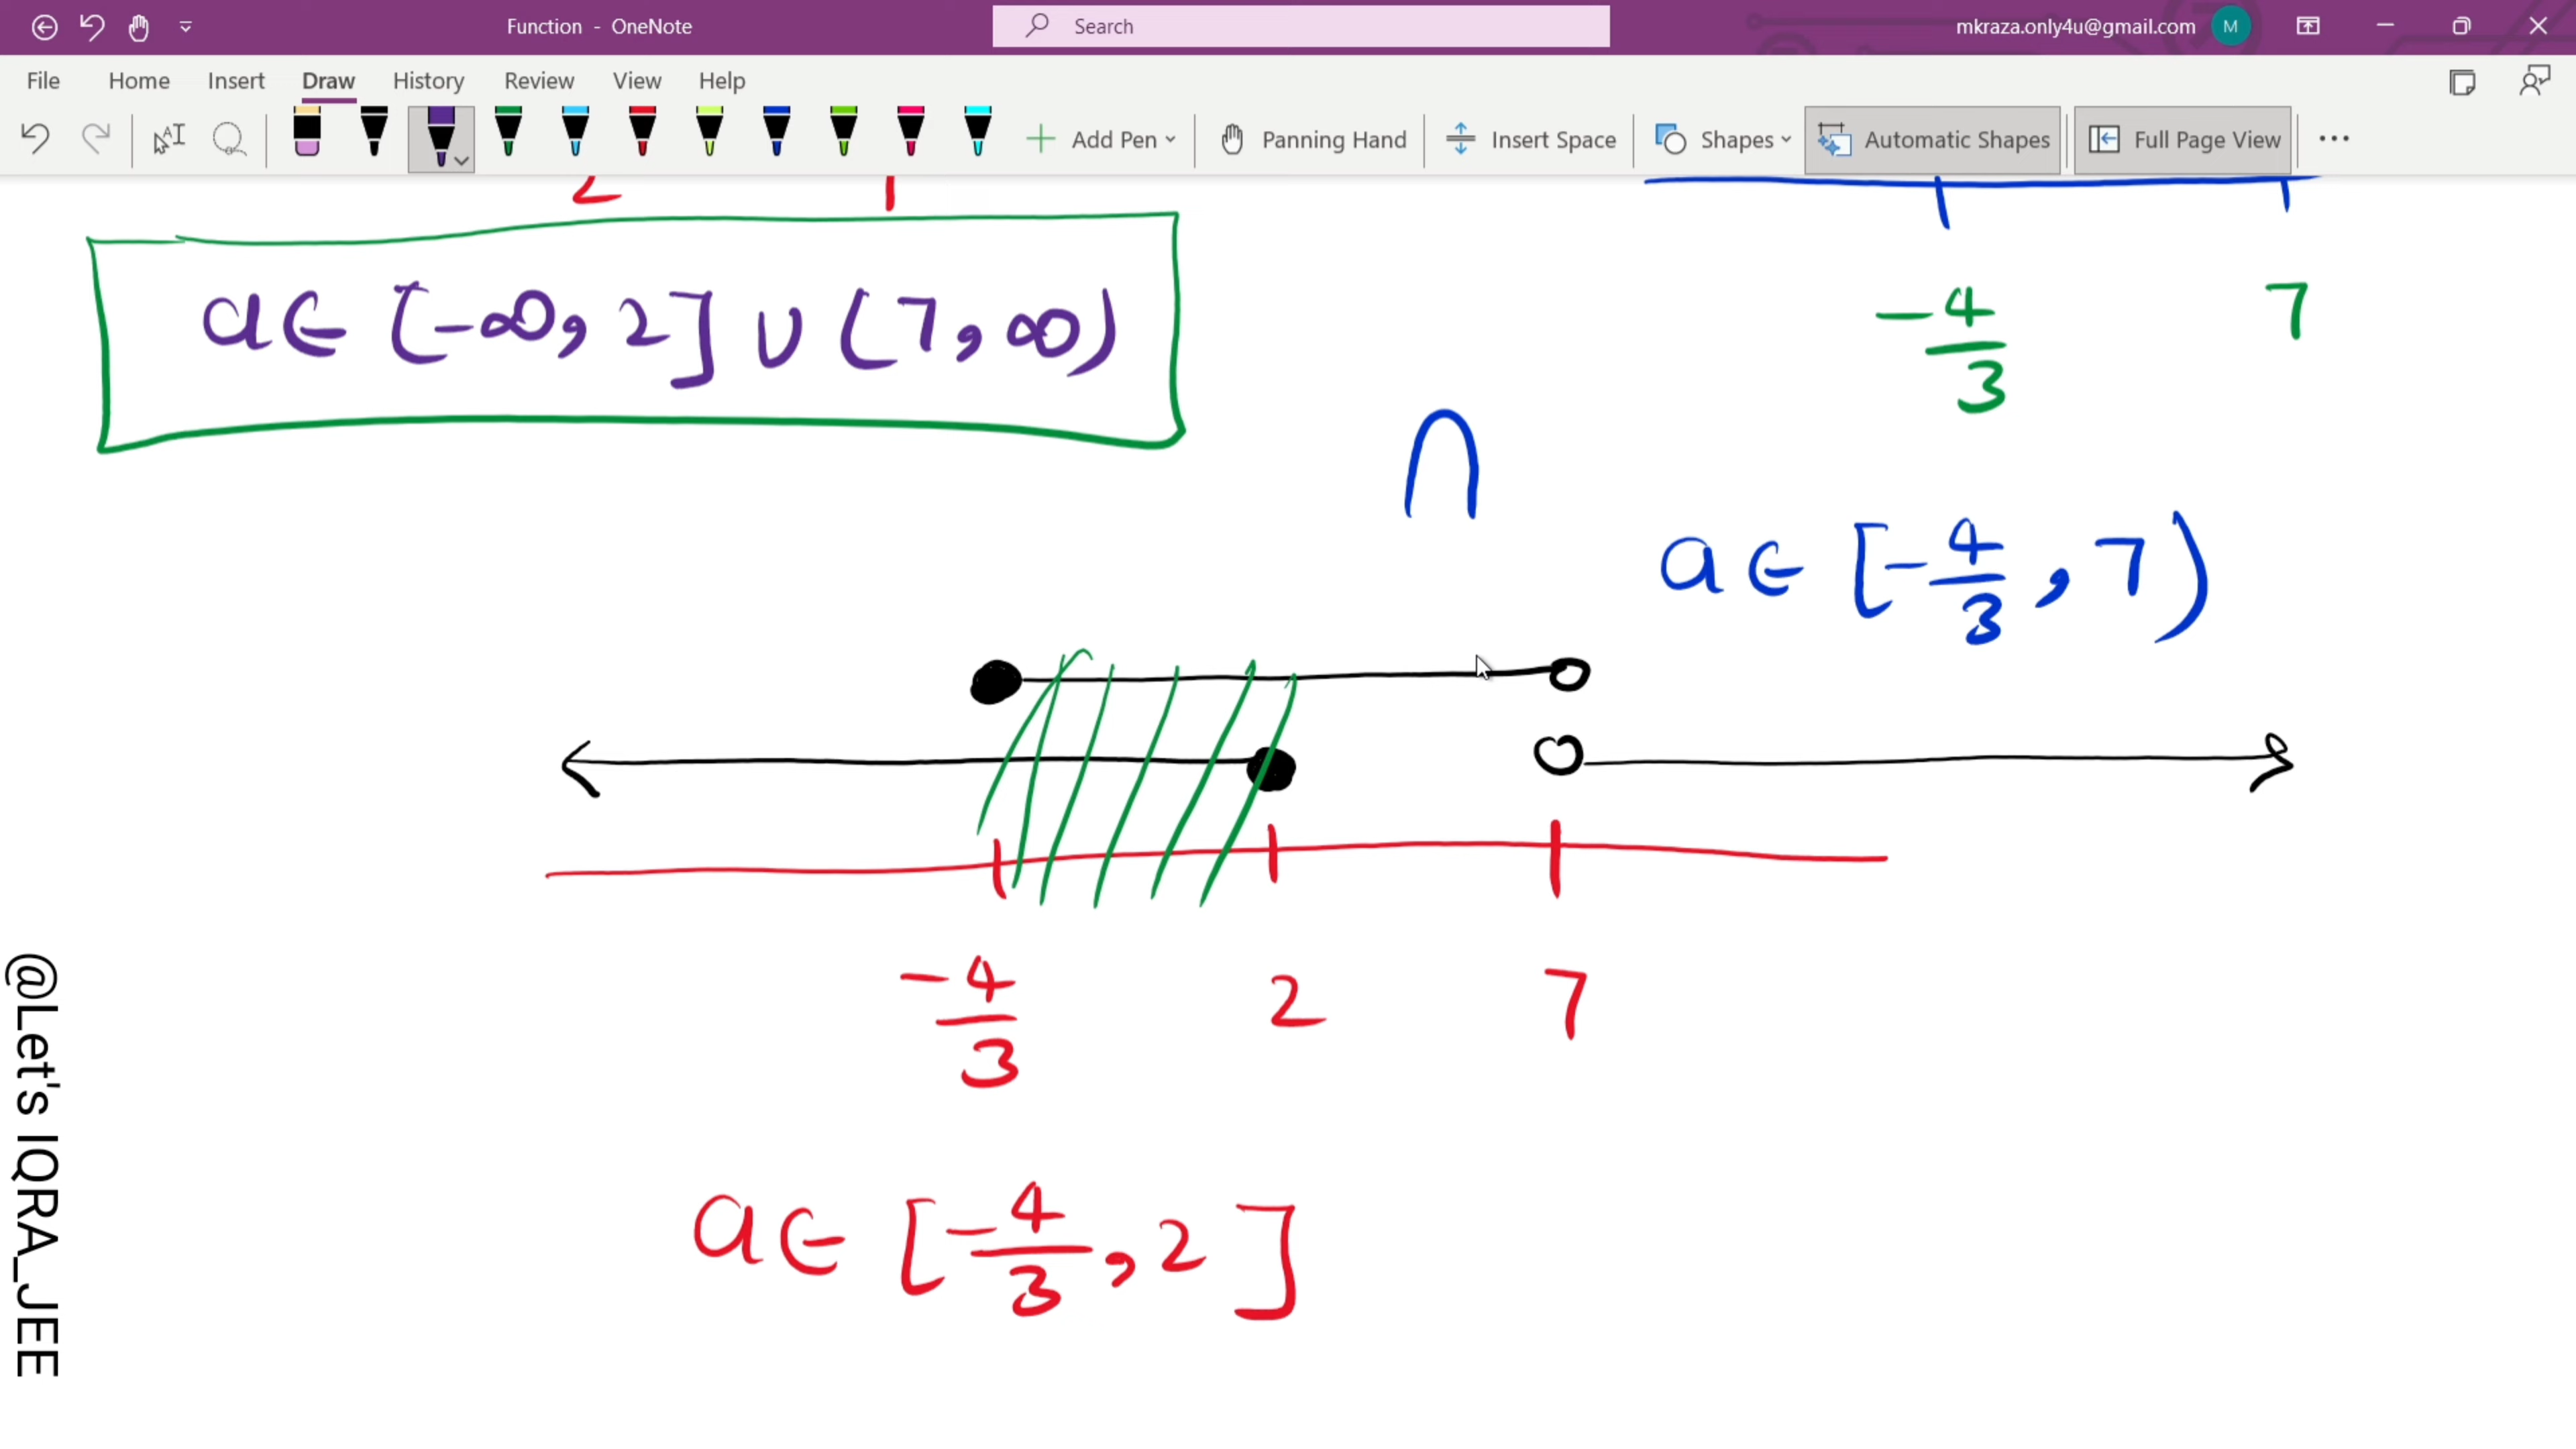 Function - OneNote
Search
mkraza.only4u@gmail.com
M
File Home Insert Draw History Review View Help
Add Pen Panning Hand Insert Space Shapes Automatic Shapes Full Page View
a∈ [-∞, 2] ∪ (7, ∞)
-4/3 7
∩
a∈ [-4/3, 7)
-4/3 2 7
a∈ [-4/3, 2]
@Let's IQRA_JEE